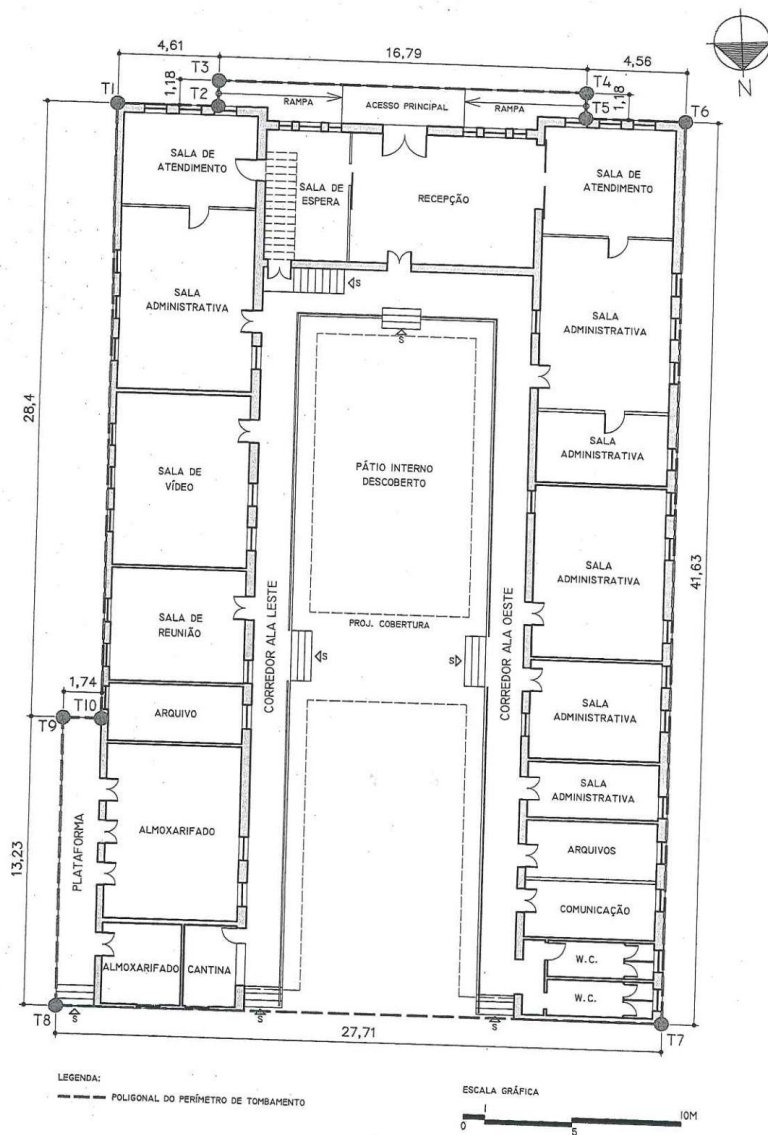 4,61
16,79
4,56
N
T3
T4
1,18
1,18
T1
T2
T5
T6
RAMPA
ACESSO PRINCIPAL
RAMPA
SALA DE
ATENDIMENTO
SALA DE
ESPERA
RECEPÇÃO
SALA DE
ATENDIMENTO
S
SALA
ADMINISTRATIVA
SALA
ADMINISTRATIVA
S
28,4
SALA
ADMINISTRATIVA
SALA DE
VÍDEO
PÁTIO INTERNO
DESCOBERTO
SALA
ADMINISTRATIVA
41,63
SALA DE
REUNIÃO
CORREDOR ALA LESTE
PROJ. COBERTURA
CORREDOR ALA OESTE
S
S
1,74
T9
T10
ARQUIVO
SALA
ADMINISTRATIVA
SALA
ADMINISTRATIVA
13,23
PLATAFORMA
ALMOXARIFADO
ARQUIVOS
COMUNICAÇÃO
ALMOXARIFADO
CANTINA
W.C.
W.C.
T8
S
S
S
T7
27,71
LEGENDA:
POLIGONAL DO PERÍMETRO DE TOMBAMENTO
ESCALA GRÁFICA
0
1
5
10M